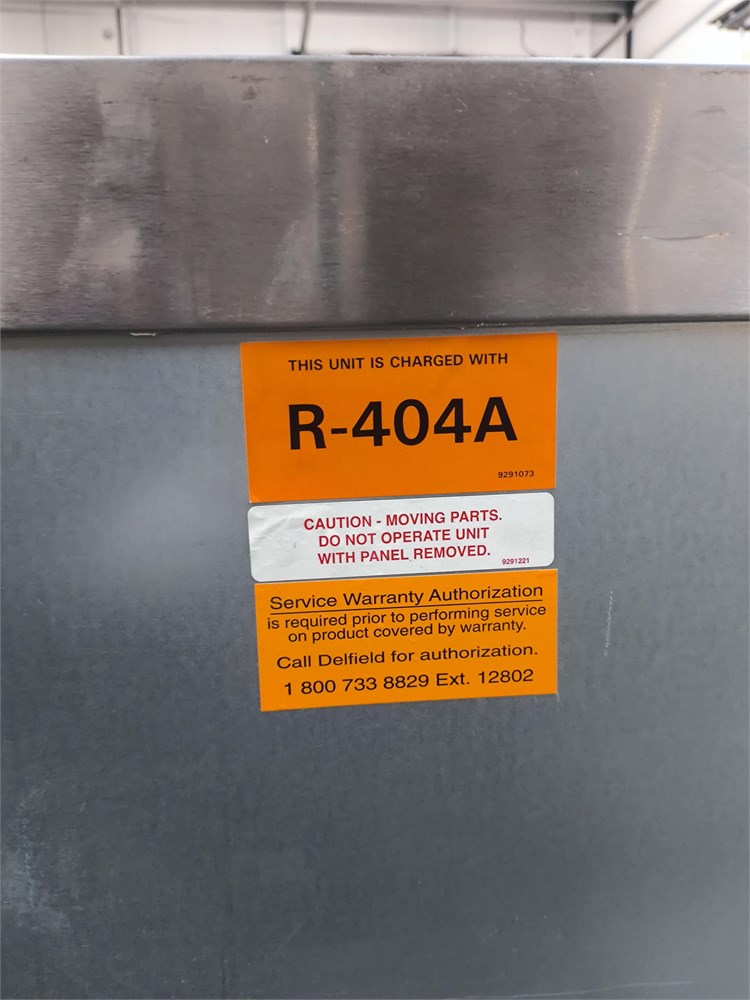 THIS UNIT IS CHARGED WITH
R-404A
9291073
CAUTION - MOVING PARTS.
DO NOT OPERATE UNIT
WITH PANEL REMOVED.
9291221
Service Warranty Authorization
is required prior to performing service
on product covered by warranty.
Call Delfield for authorization.
1 800 733 8829 Ext. 12802